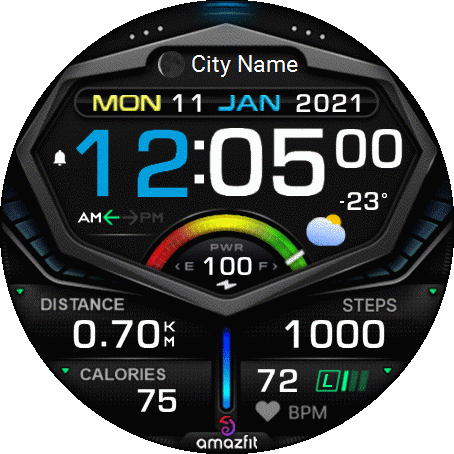 City Name
MON 11 JAN 2021
12:05 00
-23°
AM PM
PWR
E 100 F
DISTANCE
0.70 KM
STEPS
1000
CALORIES
75
72 L
BPM
amazfit